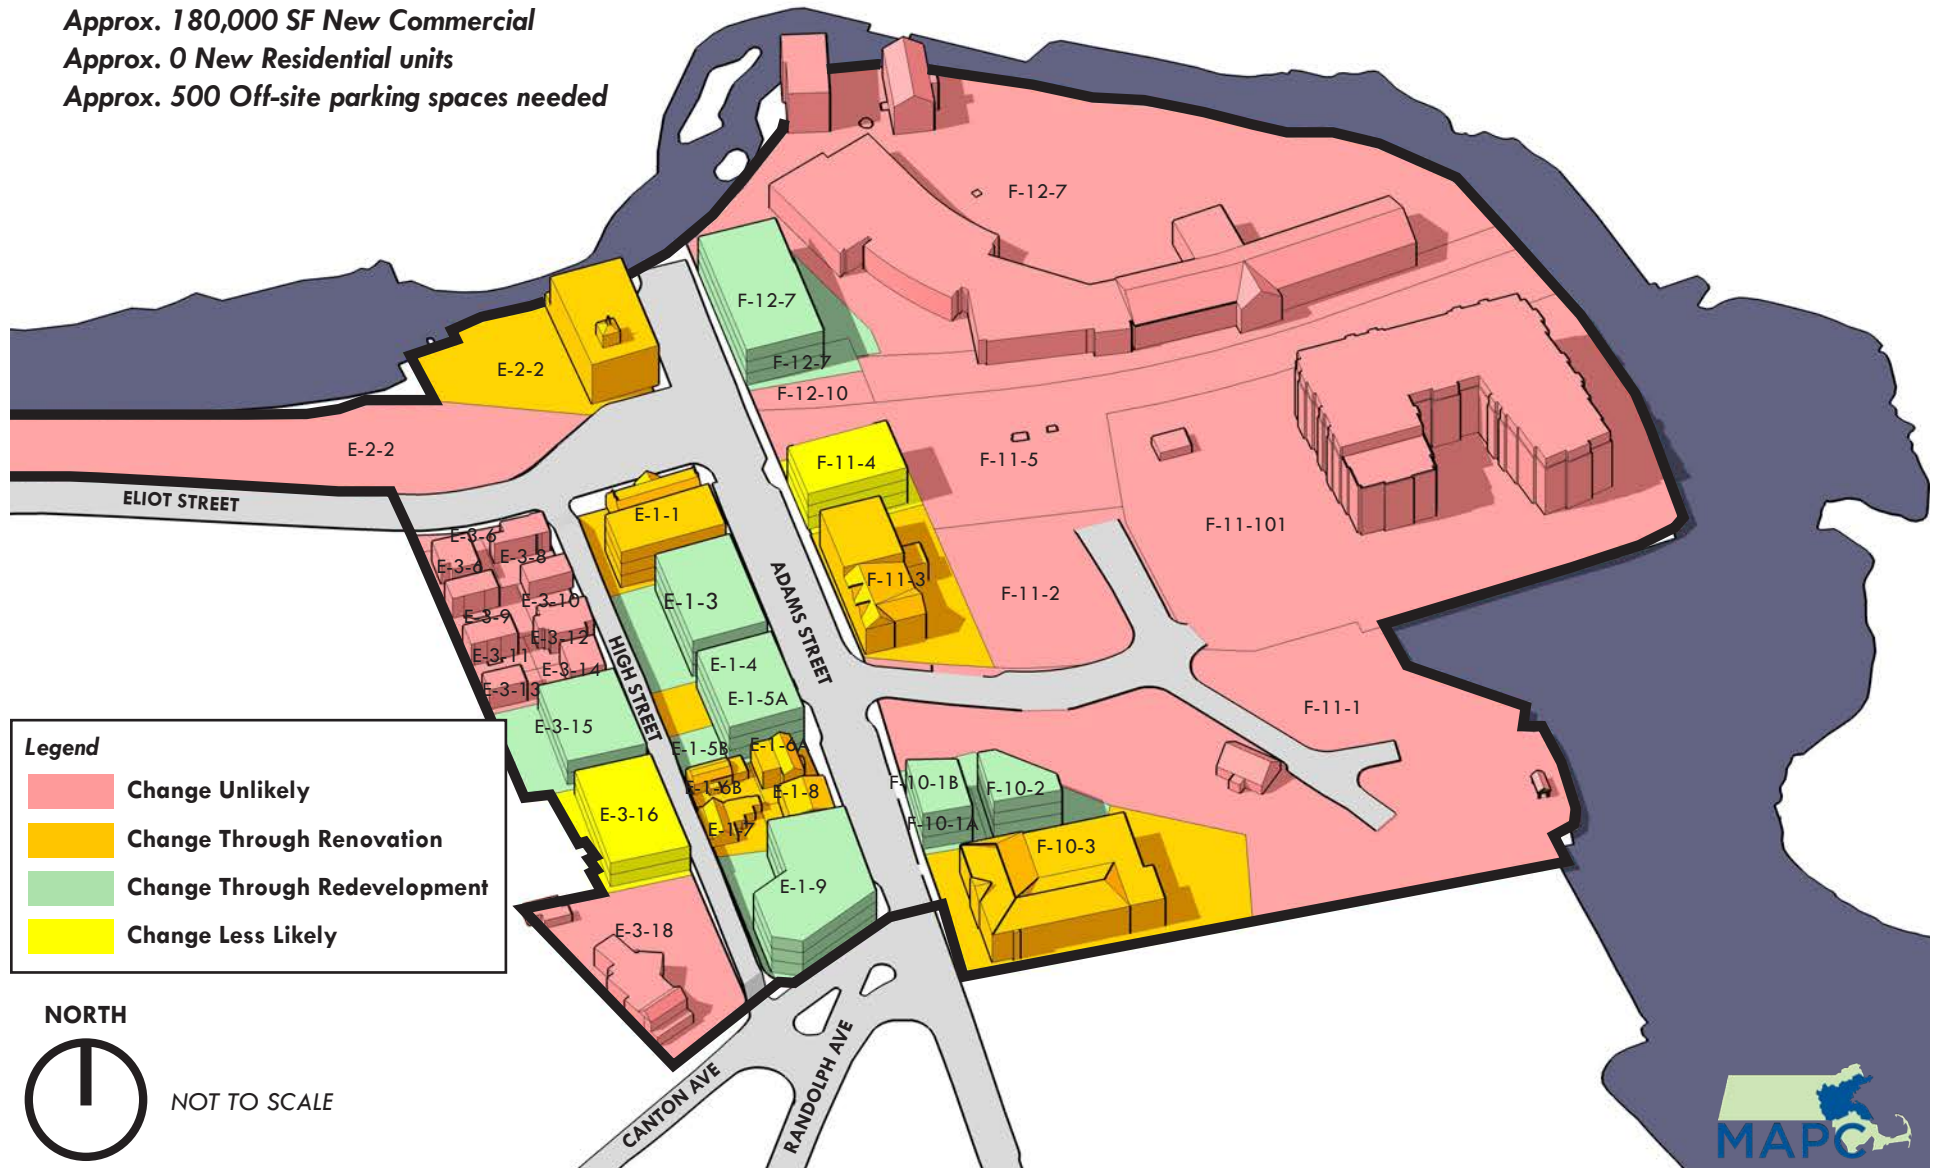 Approx. 180,000 SF New Commercial
Approx. 0 New Residential units
Approx. 500 Off-site parking spaces needed
F-12-7
F-12-7
F-12-7
F-12-10
E-2-2
E-2-2
ELIOT STREET
F-11-4
F-11-5
F-11-101
E-1-1
E-3-6
E-3-8
E-3-6
F-11-3
F-11-2
E-3-10
E-1-3
E-3-9
E-3-12
E-3-11
E-3-14
E-3-13
ADAMS STREET
HIGH STREET
E-1-4
E-1-5A
F-11-1
E-3-15
E-1-5B
E-1-6A
E-1-6B
E-1-8
E-1-7
F-10-1B
F-10-2
F-10-1A
F-10-3
E-3-16
E-1-9
E-3-18
Legend
Change Unlikely
Change Through Renovation
Change Through Redevelopment
Change Less Likely
NORTH
NOT TO SCALE
CANTON AVE
RANDOLPH AVE
MAPC